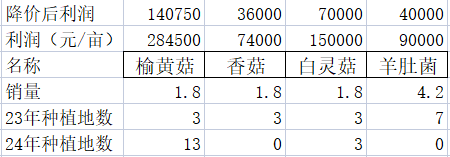 降价后利润 140750 36000 70000 40000
利润（元/亩） 284500 74000 150000 90000
名称 榆黄菇 香菇 白灵菇 羊肚菌
销量 1.8 1.8 1.8 4.2
23年种植地数 3 3 3 7
24年种植地数 13 0 3 0